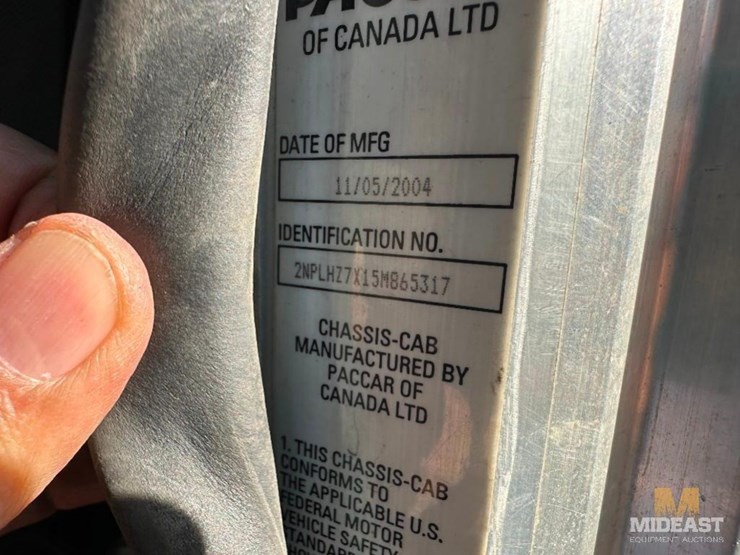 OF CANADA LTD
DATE OF MFG
11/05/2004
IDENTIFICATION NO.
2NPLHZ7X15M865317
CHASSIS-CAB
MANUFACTURED BY
PACCAR OF
CANADA LTD
1. THIS CHASSIS-CAB
CONFORMS TO
THE APPLICABLE U.S.
FEDERAL MOTOR
VEHICLE SAFETY
M
MIDEAST
EQUIPMENT AUCTIONS